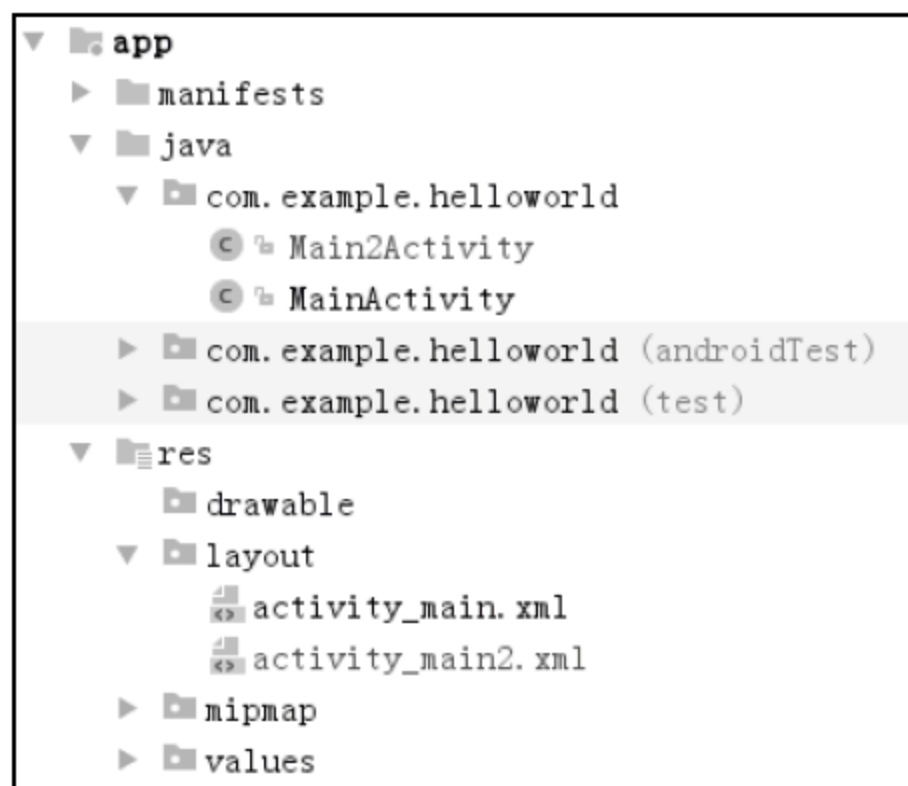 app
manifests
java
com.example.helloworld
Main2Activity
MainActivity
com.example.helloworld (androidTest)
com.example.helloworld (test)
res
drawable
layout
activity_main.xml
activity_main2.xml
mipmap
values